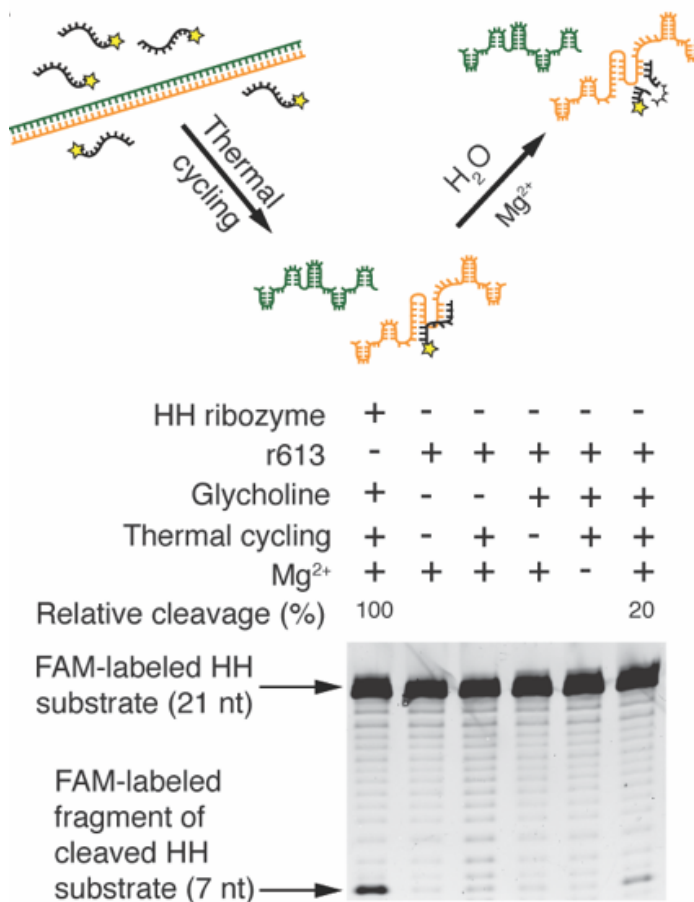 Thermal
cycling
H₂O
Mg²⁺
HH ribozyme + - - - - -
r613 - + + + + +
Glycholine + - - + + +
Thermal cycling + - + - + +
Mg²⁺ + + + + - +
Relative cleavage (%) 100 20
FAM-labeled HH
substrate (21 nt)
FAM-labeled
fragment of
cleaved HH
substrate (7 nt)